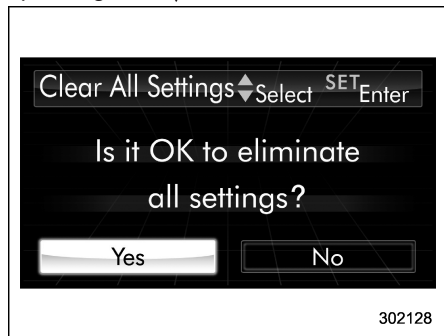 Clear All Settings Select SET Enter
Is it OK to eliminate
all settings?
Yes No
302128